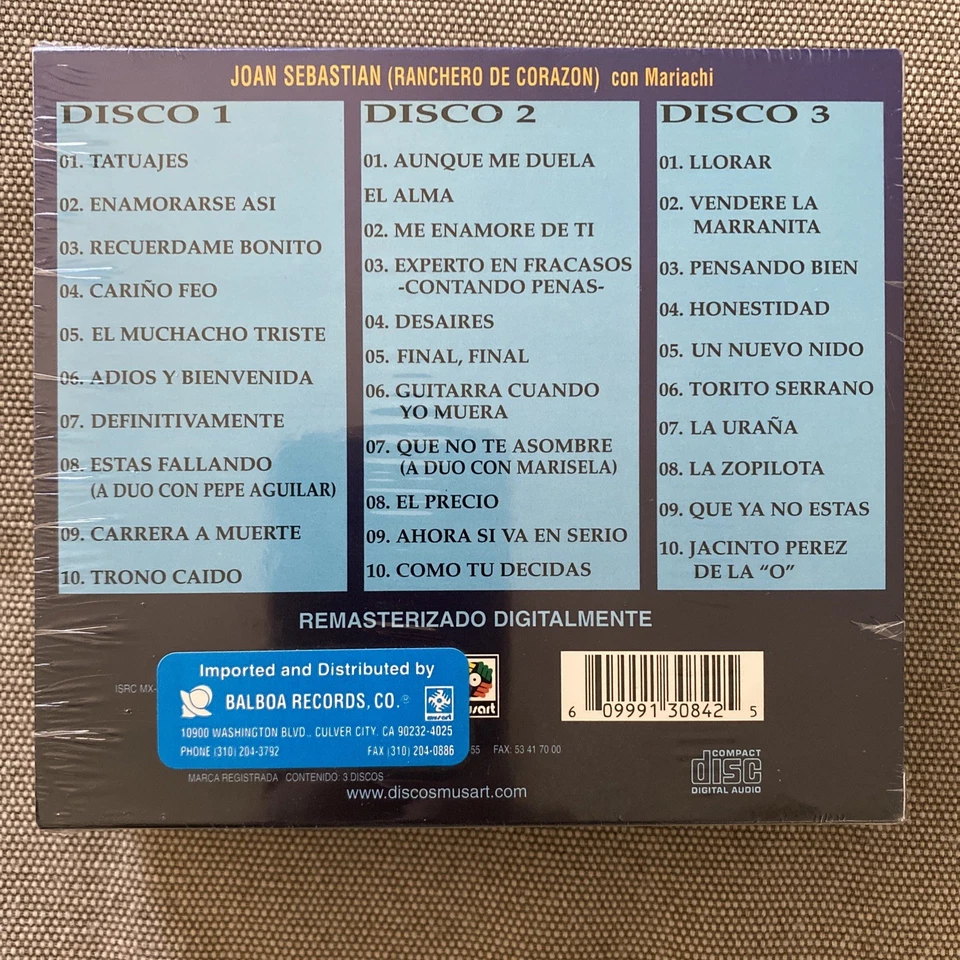 JOAN SEBASTIAN (RANCHERO DE CORAZON) con Mariachi
DISCO 1
01. TATUAJES
02. ENAMORARSE ASI
03. RECUERDAME BONITO
04. CARIÑO FEO
05. EL MUCHACHO TRISTE
06. ADIOS Y BIENVENIDA
07. DEFINITIVAMENTE
08. ESTAS FALLANDO
(A DUO CON PEPE AGUILAR)
09. CARRERA A MUERTE
10. TRONO CAIDO
DISCO 2
01. AUNQUE ME DUELA
EL ALMA
02. ME ENAMORE DE TI
03. EXPERTO EN FRACASOS
-CONTANDO PENAS-
04. DESAIRES
05. FINAL, FINAL
06. GUITARRA CUANDO
YO MUERA
07. QUE NO TE ASOMBRE
(A DUO CON MARISELA)
08. EL PRECIO
09. AHORA SI VA EN SERIO
10. COMO TU DECIDAS
DISCO 3
01. LLORAR
02. VENDERE LA
MARRANITA
03. PENSANDO BIEN
04. HONESTIDAD
05. UN NUEVO NIDO
06. TORITO SERRANO
07. LA URAÑA
08. LA ZOPILOTA
09. QUE YA NO ESTAS
10. JACINTO PEREZ
DE LA "O"
REMASTERIZADO DIGITALMENTE
ISRC MX-
Imported and Distributed by
BALBOA RECORDS, CO.®
musart
10900 WASHINGTON BLVD., CULVER CITY, CA 90232-4025
PHONE (310) 204-3792 FAX (310) 204-0886
sart
55 FAX: 53 41 70 00
6 09991 30842 5
MARCA REGISTRADA CONTENIDO: 3 DISCOS
www.discosmusart.com
COMPACT
disc
DIGITAL AUDIO